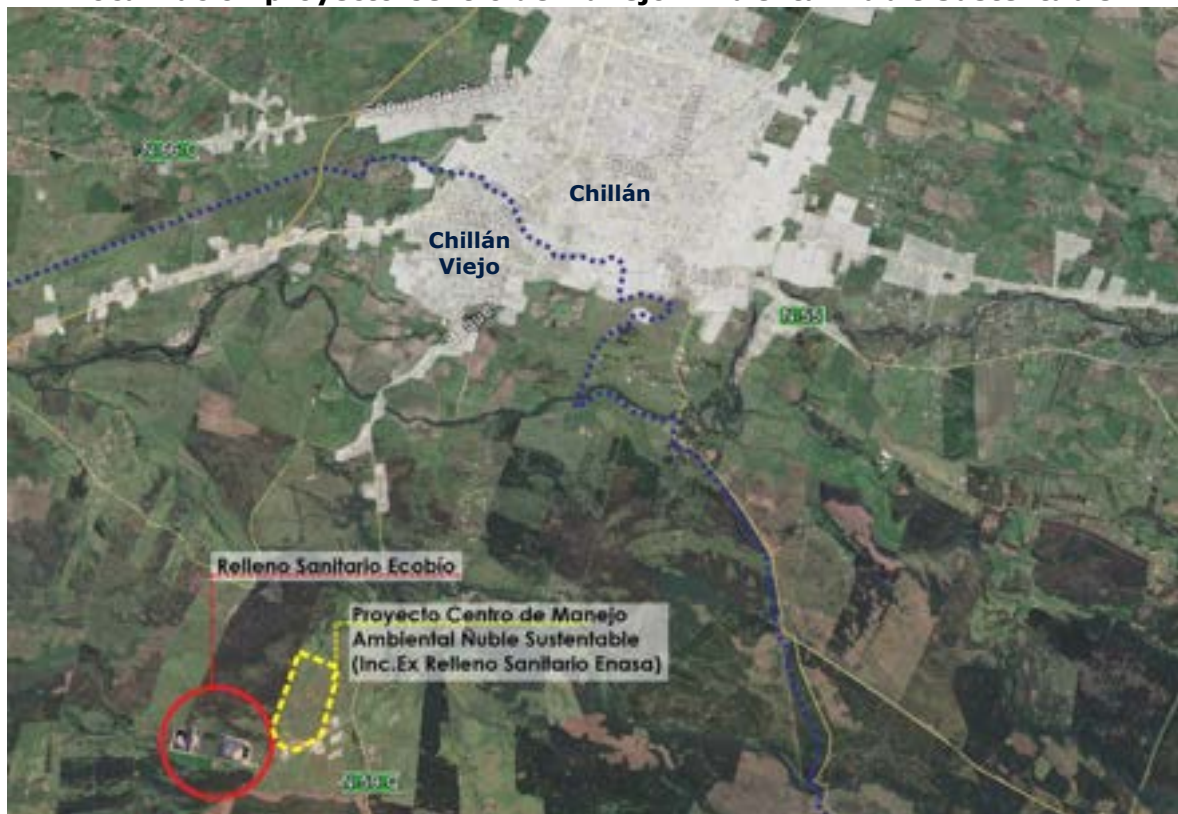 Chillán
Chillán
Viejo
N-55
Relleno Sanitario Ecobío
Proyecto Centro de Manejo
Ambiental Ñuble Sustentable
(Inc.Ex Relleno Sanitario Enasa)